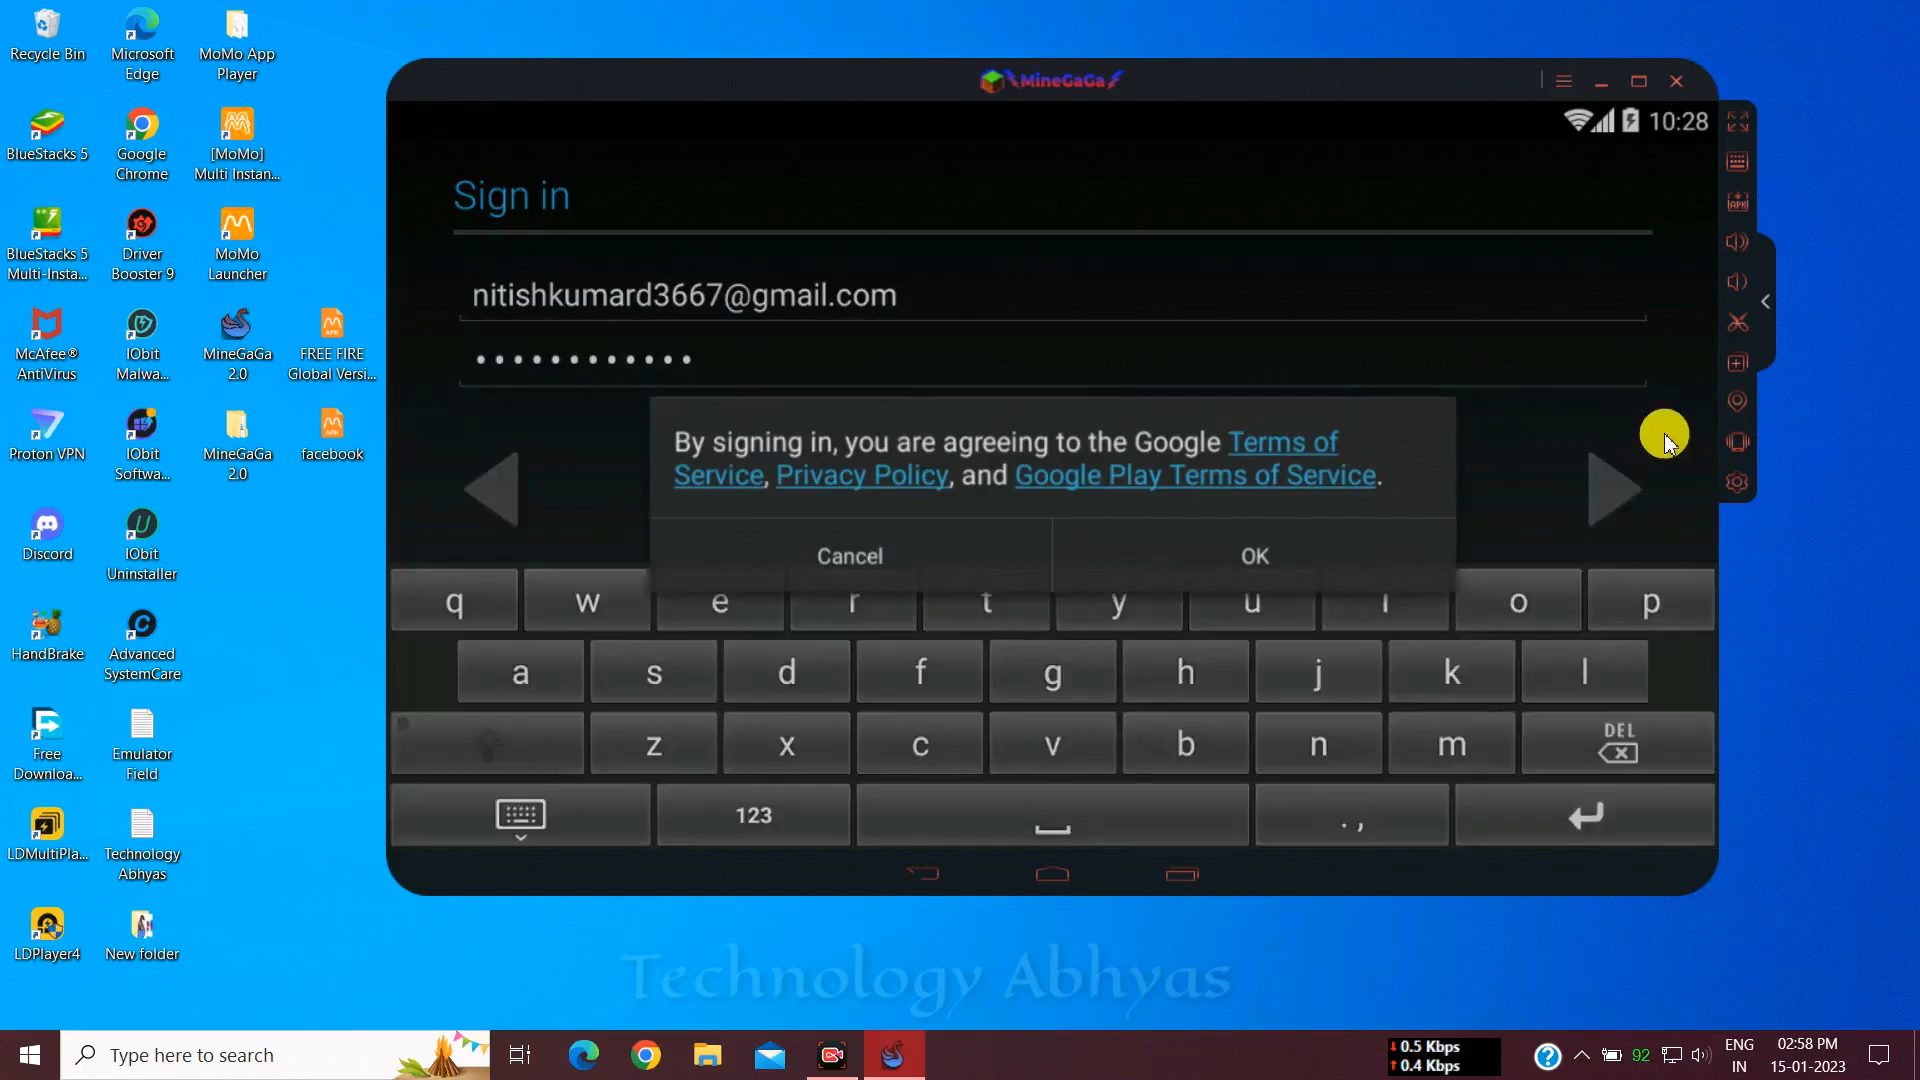 Recycle Bin
Microsoft
Edge
MoMo App
Player
BlueStacks 5
Google
Chrome
[MoMo]
Multi Instan...
BlueStacks 5
Multi-Insta...
Driver
Booster 9
MoMo
Launcher
McAfee®
AntiVirus
IObit
Malwa...
MineGaGa
2.0
FREE FIRE
Global Versi...
Proton VPN
IObit
Softwa...
MineGaGa
2.0
facebook
Discord
IObit
Uninstaller
HandBrake
Advanced
SystemCare
Free
Downloa...
Emulator
Field
LDMultiPla...
Technology
Abhyas
LDPlayer4
New folder
MineGaGa
10:28
APK
Sign in
nitishkumard3667@gmail.com
By signing in, you are agreeing to the Google Terms of
Service, Privacy Policy, and Google Play Terms of Service.
Cancel OK
q w e r t y u i o p
a s d f g h j k l
z x c v b n m DEL
123 . ,
Technology Abhyas
Type here to search
0.5 Kbps
0.4 Kbps
92
ENG
IN
02:58 PM
15-01-2023